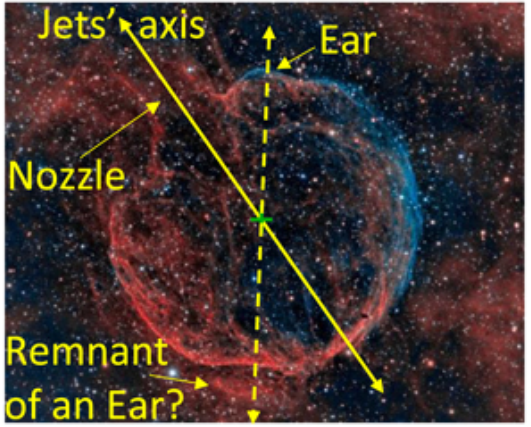 Jets' axis
Ear
Nozzle
Remnant
of an Ear?